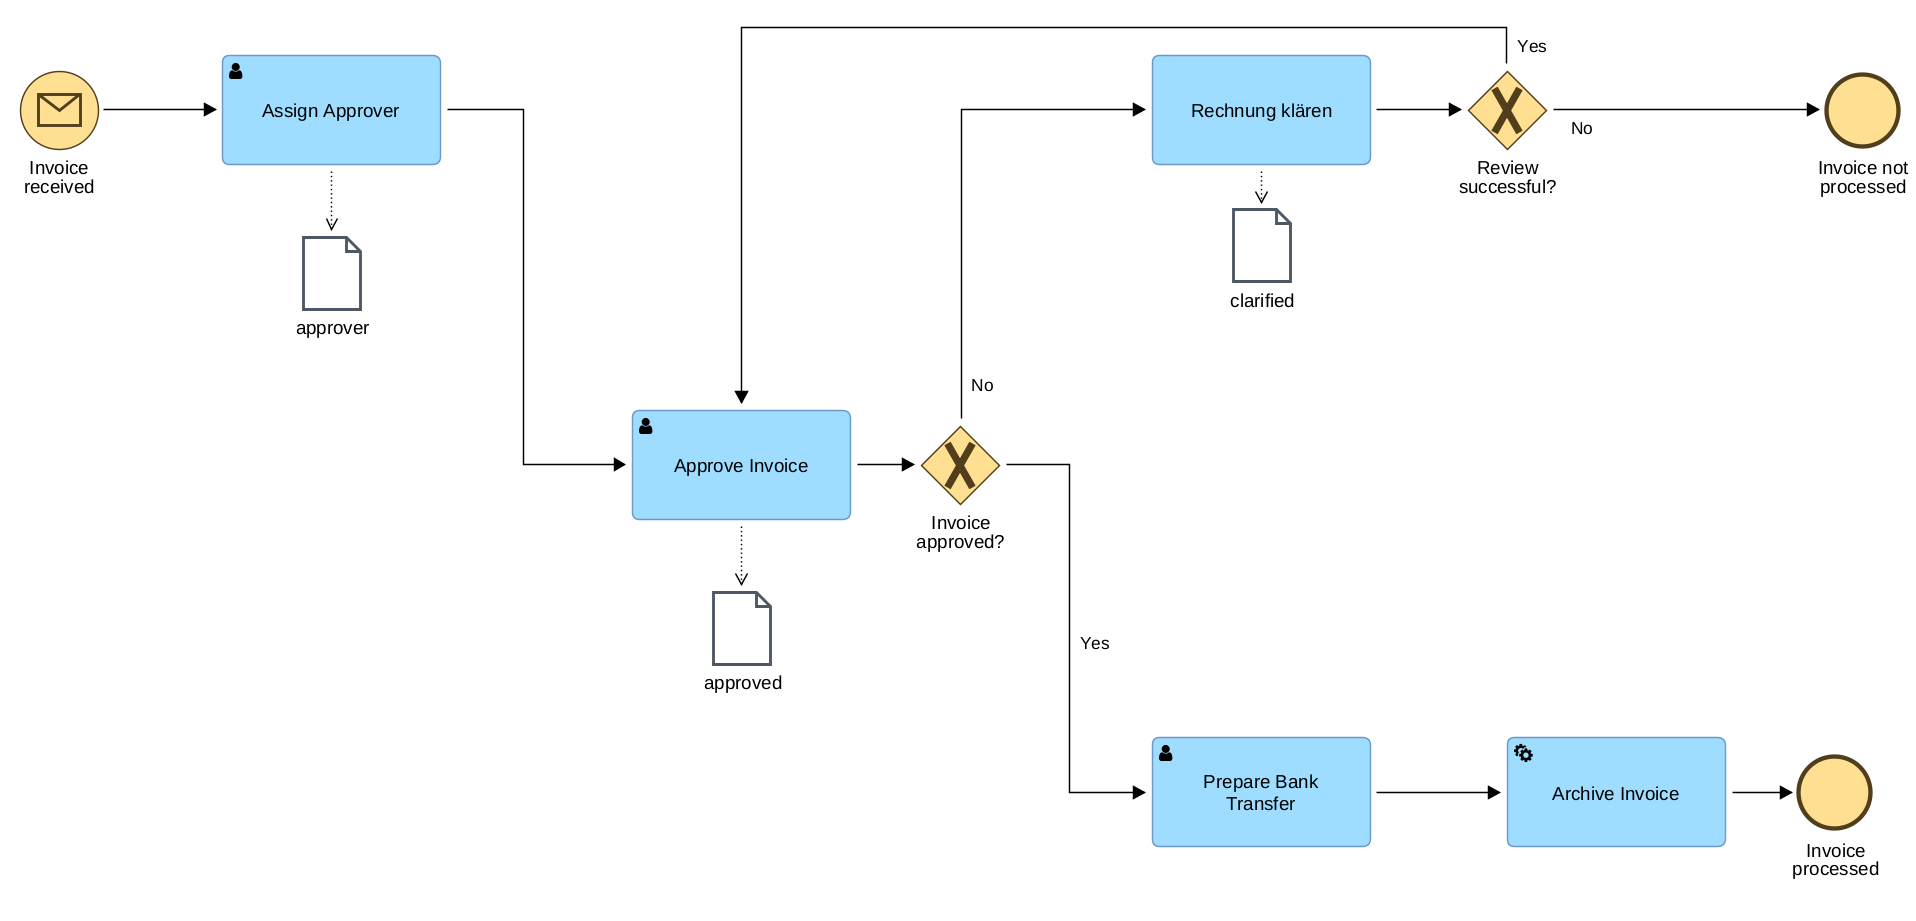 Yes
Assign Approver
Rechnung klären
No
Invoice
received
Review
successful?
Invoice not
processed
clarified
approver
No
Approve Invoice
Invoice
approved?
Yes
approved
Prepare Bank
Transfer
Archive Invoice
Invoice
processed